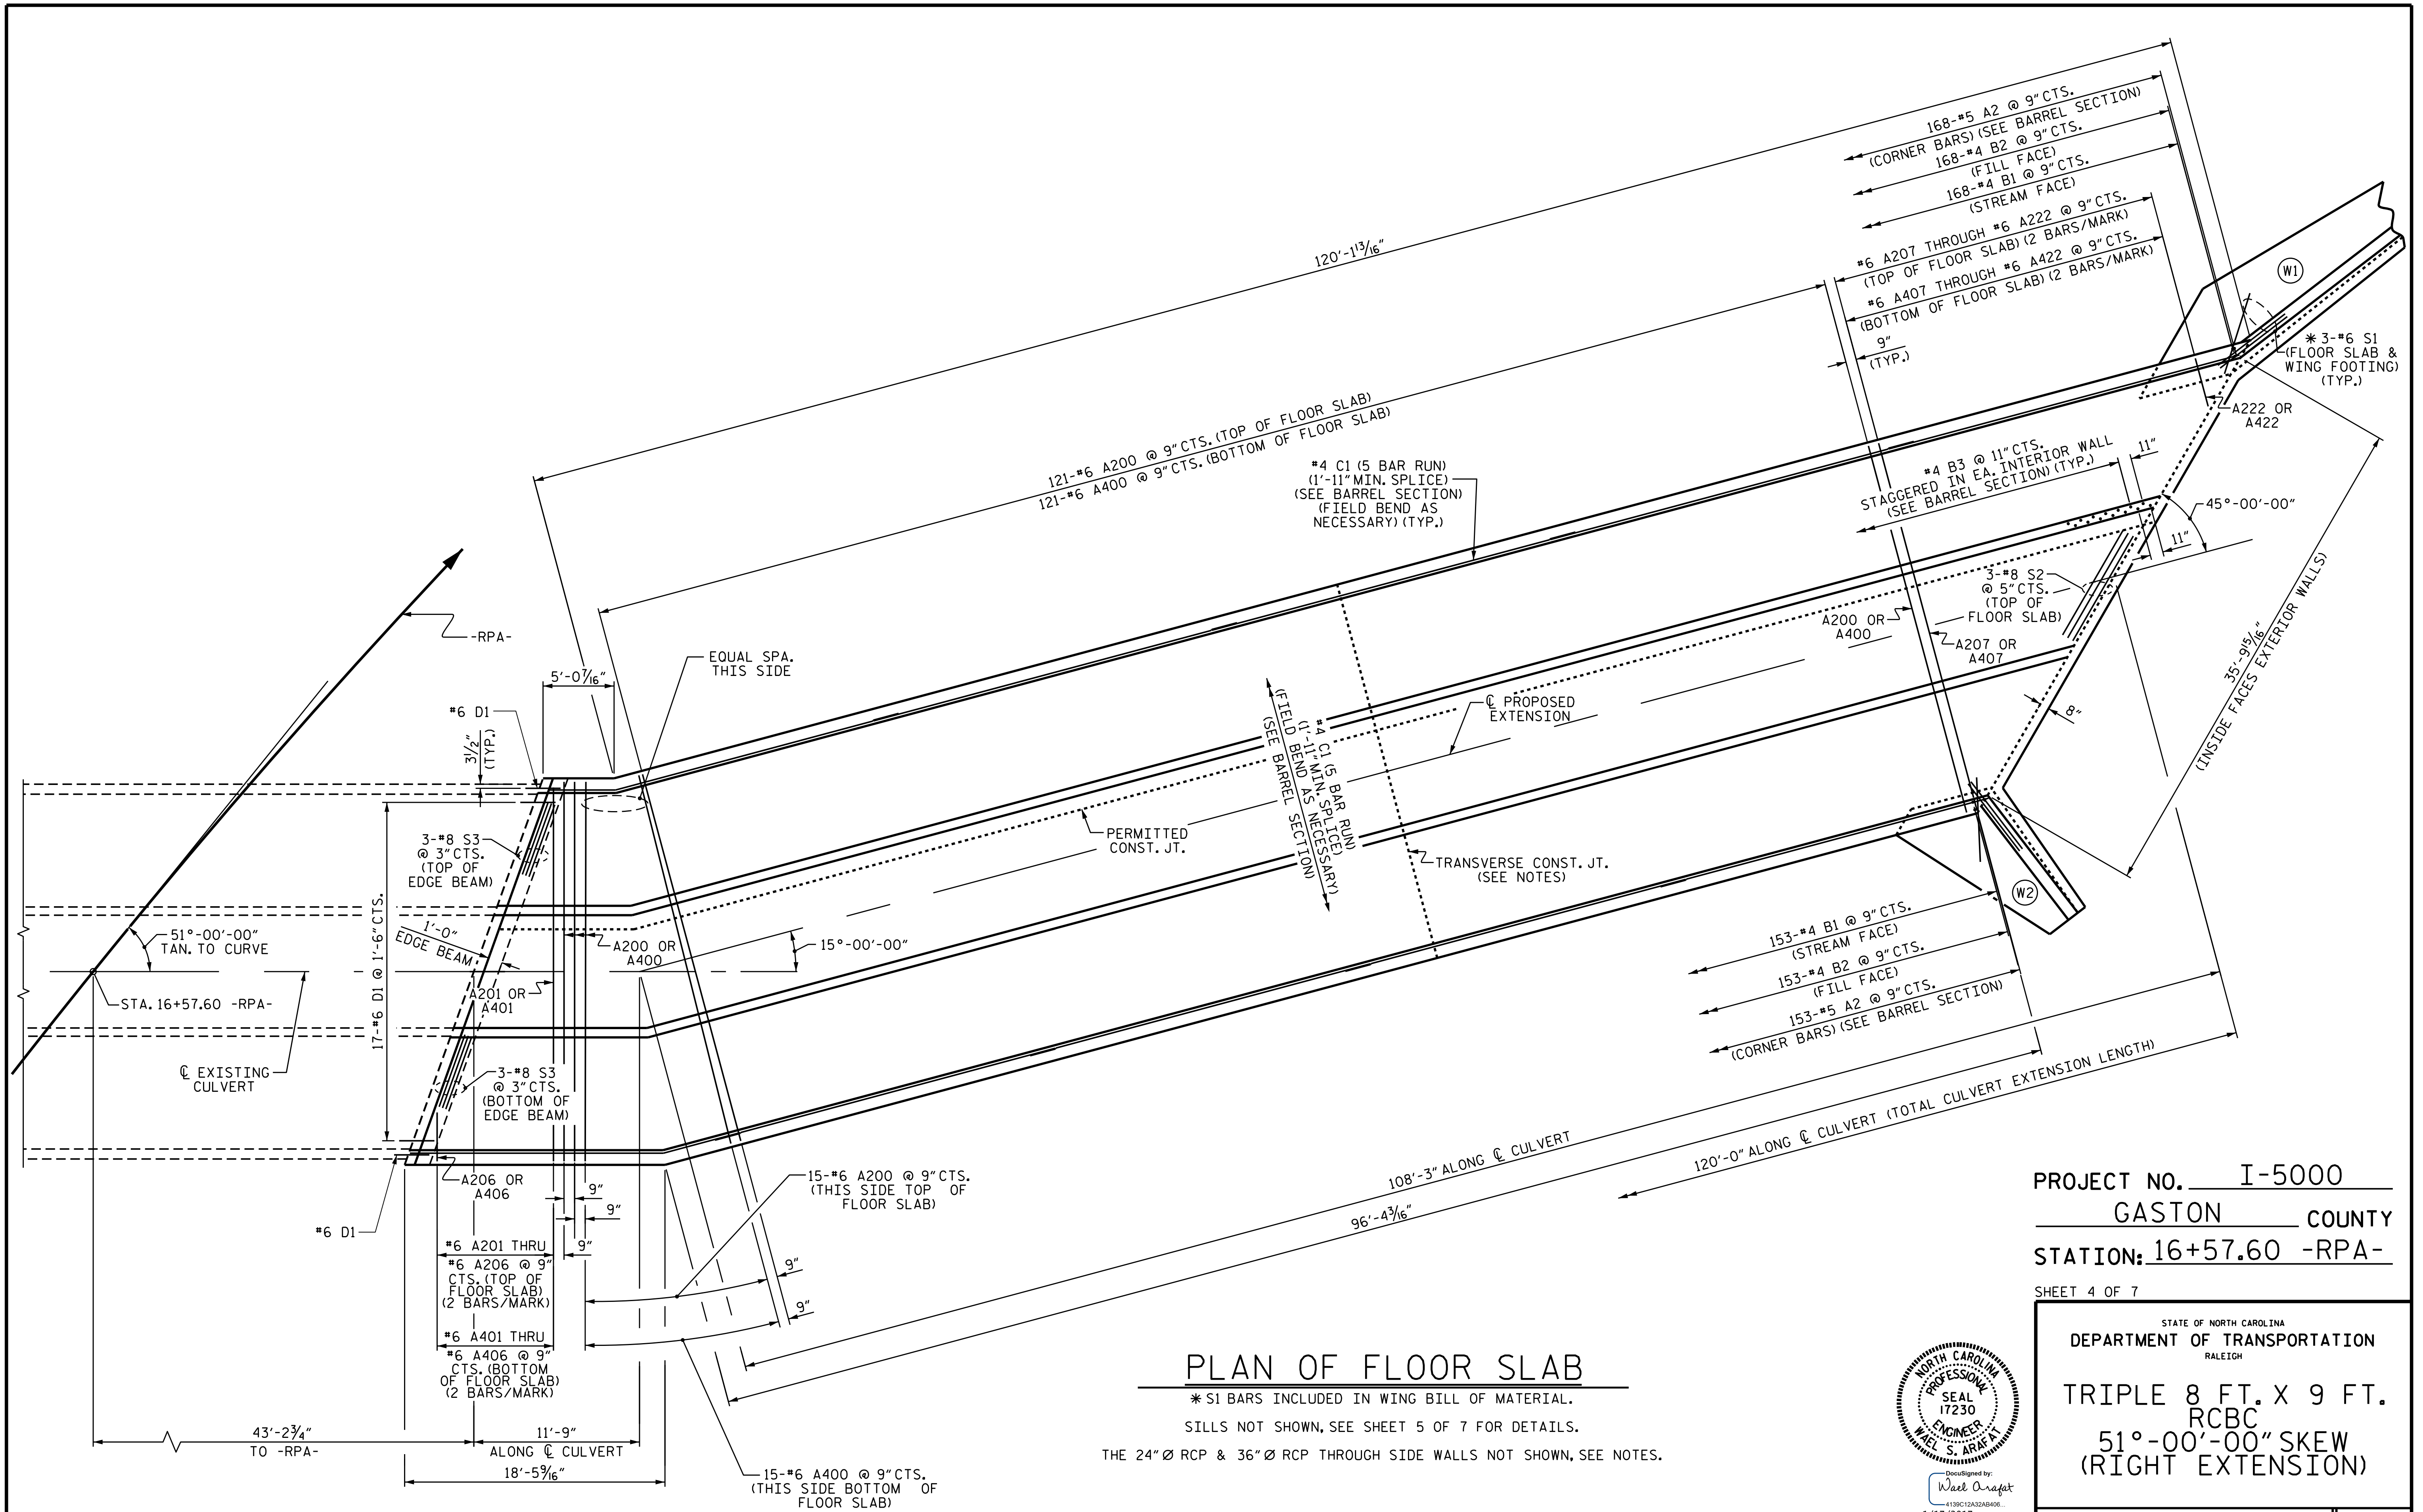 168-#5 A2 @ 9" CTS.
(CORNER BARS) (SEE BARREL SECTION)
168-#4 B2 @ 9" CTS.
(FILL FACE)
168-#4 B1 @ 9" CTS.
(STREAM FACE)
#6 A207 THROUGH #6 A222 @ 9" CTS.
(TOP OF FLOOR SLAB) (2 BARS/MARK)
#6 A407 THROUGH #6 A422 @ 9" CTS.
(BOTTOM OF FLOOR SLAB) (2 BARS/MARK)
9"
(TYP.)
120'-1 13/16"
W1
* 3-#6 S1
(FLOOR SLAB &
WING FOOTING)
(TYP.)
A222 OR
A422
121-#6 A200 @ 9" CTS. (TOP OF FLOOR SLAB)
121-#6 A400 @ 9" CTS. (BOTTOM OF FLOOR SLAB)
#4 C1 (5 BAR RUN)
(1'-11" MIN. SPLICE)
(SEE BARREL SECTION)
(FIELD BEND AS
NECESSARY) (TYP.)
#4 B3 @ 11" CTS.
STAGGERED IN EA. INTERIOR WALL
(SEE BARREL SECTION) (TYP.)
11"
45°-00'-00"
11"
3-#8 S2
@ 5" CTS.
(TOP OF
FLOOR SLAB)
A200 OR
A400
A207 OR
A407
35'-9 15/16"
(INSIDE FACES EXTERIOR WALLS)
8"
-RPA-
EQUAL SPA.
THIS SIDE
5'-0 7/16"
#6 D1
3 1/2"
(TYP.)
℄ PROPOSED
EXTENSION
#4 C1 (5 BAR RUN)
(1'-11" MIN. SPLICE)
(FIELD BEND AS NECESSARY)
(SEE BARREL SECTION)
3-#8 S3
@ 3" CTS.
(TOP OF
EDGE BEAM)
PERMITTED
CONST. JT.
TRANSVERSE CONST. JT.
(SEE NOTES)
W2
17-#6 D1 @ 1'-6" CTS.
1'-0"
EDGE BEAM
51°-00'-00"
TAN. TO CURVE
A200 OR
A400
15°-00'-00"
A201 OR
A401
STA. 16+57.60 -RPA-
153-#4 B1 @ 9" CTS.
(STREAM FACE)
153-#4 B2 @ 9" CTS.
(FILL FACE)
153-#5 A2 @ 9" CTS.
(CORNER BARS) (SEE BARREL SECTION)
℄ EXISTING
CULVERT
3-#8 S3
@ 3" CTS.
(BOTTOM OF
EDGE BEAM)
108'-3" ALONG ℄ CULVERT
120'-0" ALONG ℄ CULVERT (TOTAL CULVERT EXTENSION LENGTH)
96'-4 3/16"
A206 OR
A406
15-#6 A200 @ 9" CTS.
(THIS SIDE TOP OF
FLOOR SLAB)
#6 D1
9"
9"
9"
#6 A201 THRU
#6 A206 @ 9"
CTS. (TOP OF
FLOOR SLAB)
(2 BARS/MARK)
9"
9"
#6 A401 THRU
#6 A406 @ 9"
CTS. (BOTTOM
OF FLOOR SLAB)
(2 BARS/MARK)
43'-2 3/4"
TO -RPA-
11'-9"
ALONG ℄ CULVERT
18'-5 9/16"
15-#6 A400 @ 9" CTS.
(THIS SIDE BOTTOM OF
FLOOR SLAB)
PLAN OF FLOOR SLAB
* S1 BARS INCLUDED IN WING BILL OF MATERIAL.
SILLS NOT SHOWN, SEE SHEET 5 OF 7 FOR DETAILS.
THE 24" Ø RCP & 36" Ø RCP THROUGH SIDE WALLS NOT SHOWN, SEE NOTES.
PROJECT NO. I-5000
GASTON COUNTY
STATION: 16+57.60 -RPA-
SHEET 4 OF 7
STATE OF NORTH CAROLINA
DEPARTMENT OF TRANSPORTATION
RALEIGH
TRIPLE 8 FT. X 9 FT.
RCBC
51°-00'-00" SKEW
(RIGHT EXTENSION)
NORTH CAROLINA
PROFESSIONAL
SEAL
17230
ENGINEER
WAEL S. ARAFAT
DocuSigned by:
Wael Arafat
4139C12A32AB406...